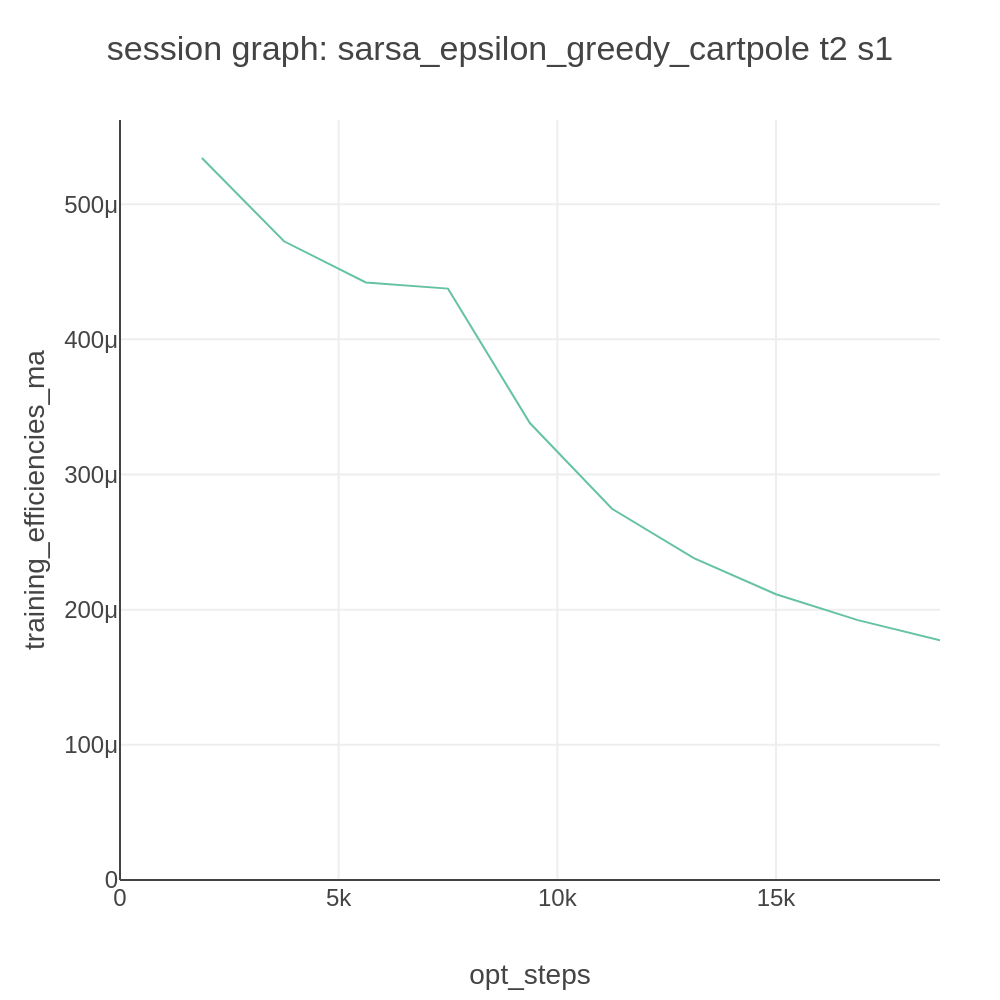 session graph: sarsa_epsilon_greedy_cartpole t2 s1
training_efficiencies_ma
500μ
400μ
300μ
200μ
100μ
0
0 5k 10k 15k
opt_steps